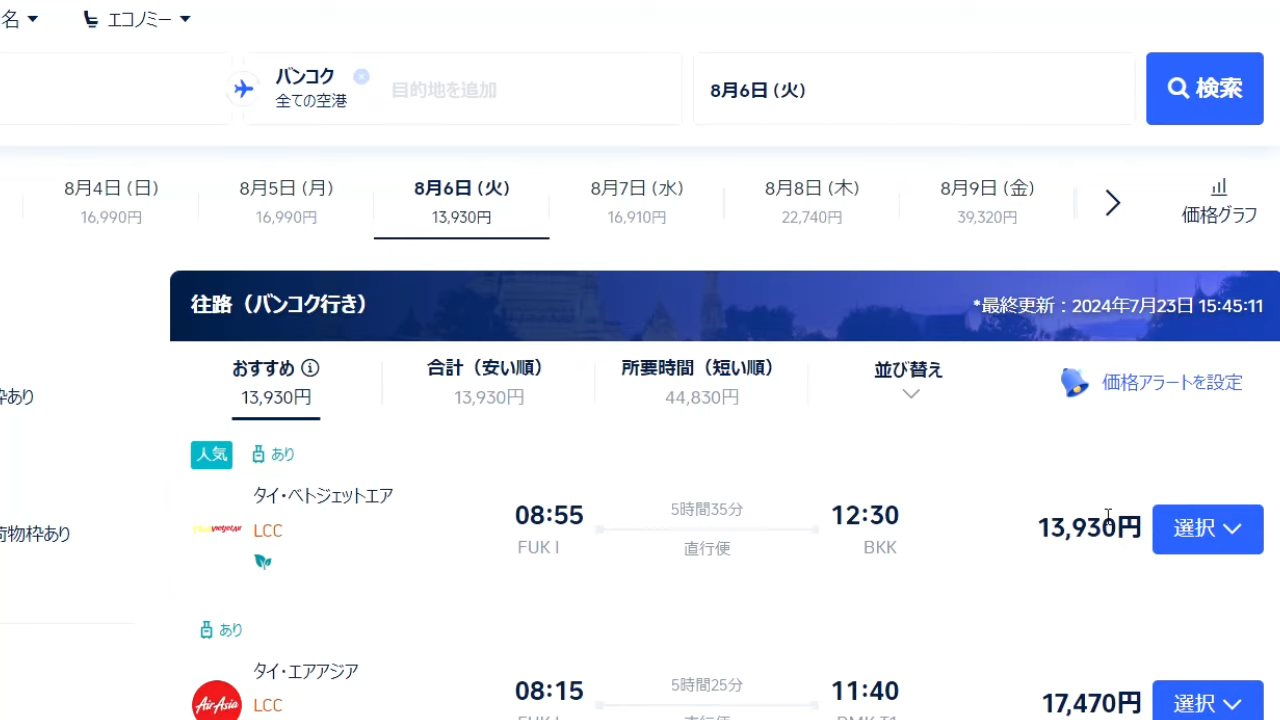 名 エコノミー
バンコク
全ての空港
目的地を追加
8月6日 (火)
検索
8月4日 (日)
16,990円
8月5日 (月)
16,990円
8月6日 (火)
13,930円
8月7日 (水)
16,910円
8月8日 (木)
22,740円
8月9日 (金)
39,320円
価格グラフ
往路（バンコク行き）
*最終更新：2024年7月23日 15:45:11
おすすめ
13,930円
合計（安い順）
13,930円
所要時間（短い順）
44,830円
並び替え
価格アラートを設定
枠あり
荷物枠あり
人気 あり
タイ・ベトジェットエア
vietjetAir
LCC
08:55
FUK I
5時間35分
直行便
12:30
BKK
13,930円
選択
あり
タイ・エアアジア
AirAsia
LCC
08:15
FUK I
5時間25分
直行便
11:40
DMK T1
17,470円
選択